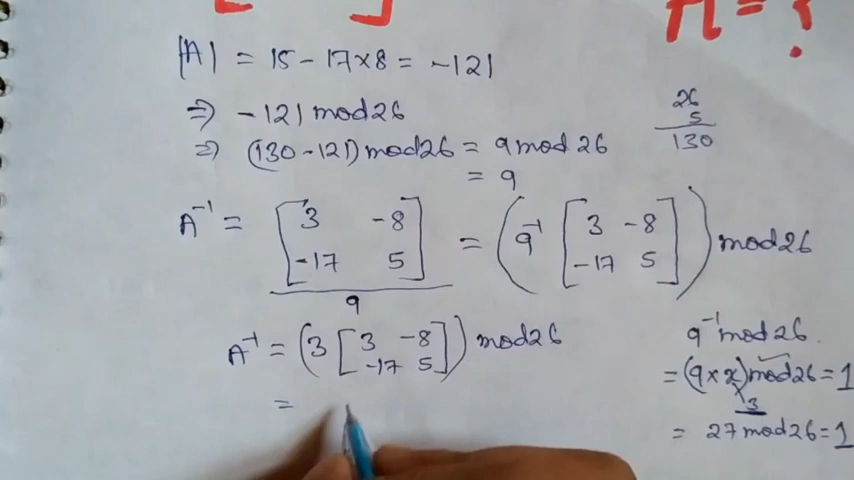 [ ] A = ?
|A| = 15 - 17×8 = -121
⇒ -121 mod 26
26
5
130
⇒ (130-121) mod 26 = 9 mod 26
= 9
A⁻¹ = [3 -8 / -17 5] / 9 = (9⁻¹ [3 -8 / -17 5]) mod 26
A⁻¹ = (3 [3 -8 / -17 5]) mod 26
=
9⁻¹ mod 26.
= (9×x) mod 26 = 1
3
= 27 mod 26 = 1